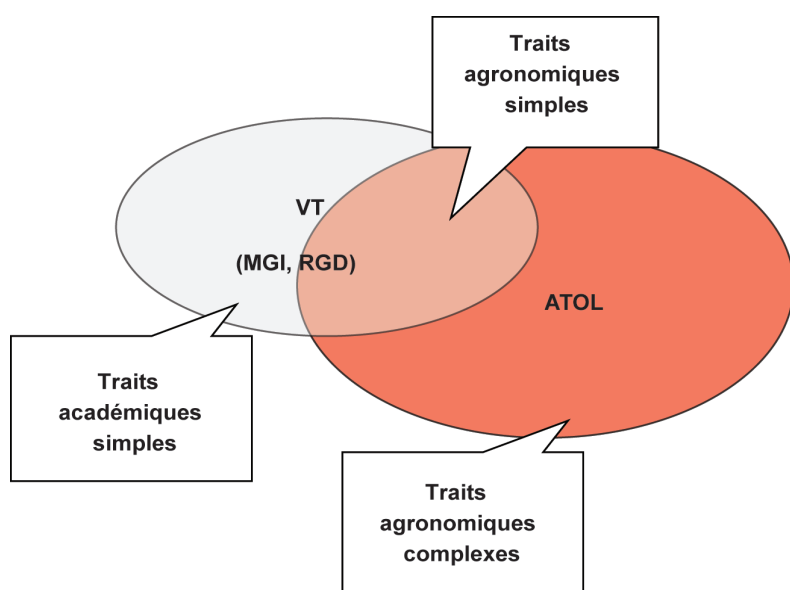 Traits
agronomiques
simples
VT
(MGI, RGD)
ATOL
Traits
académiques
simples
Traits
agronomiques
complexes